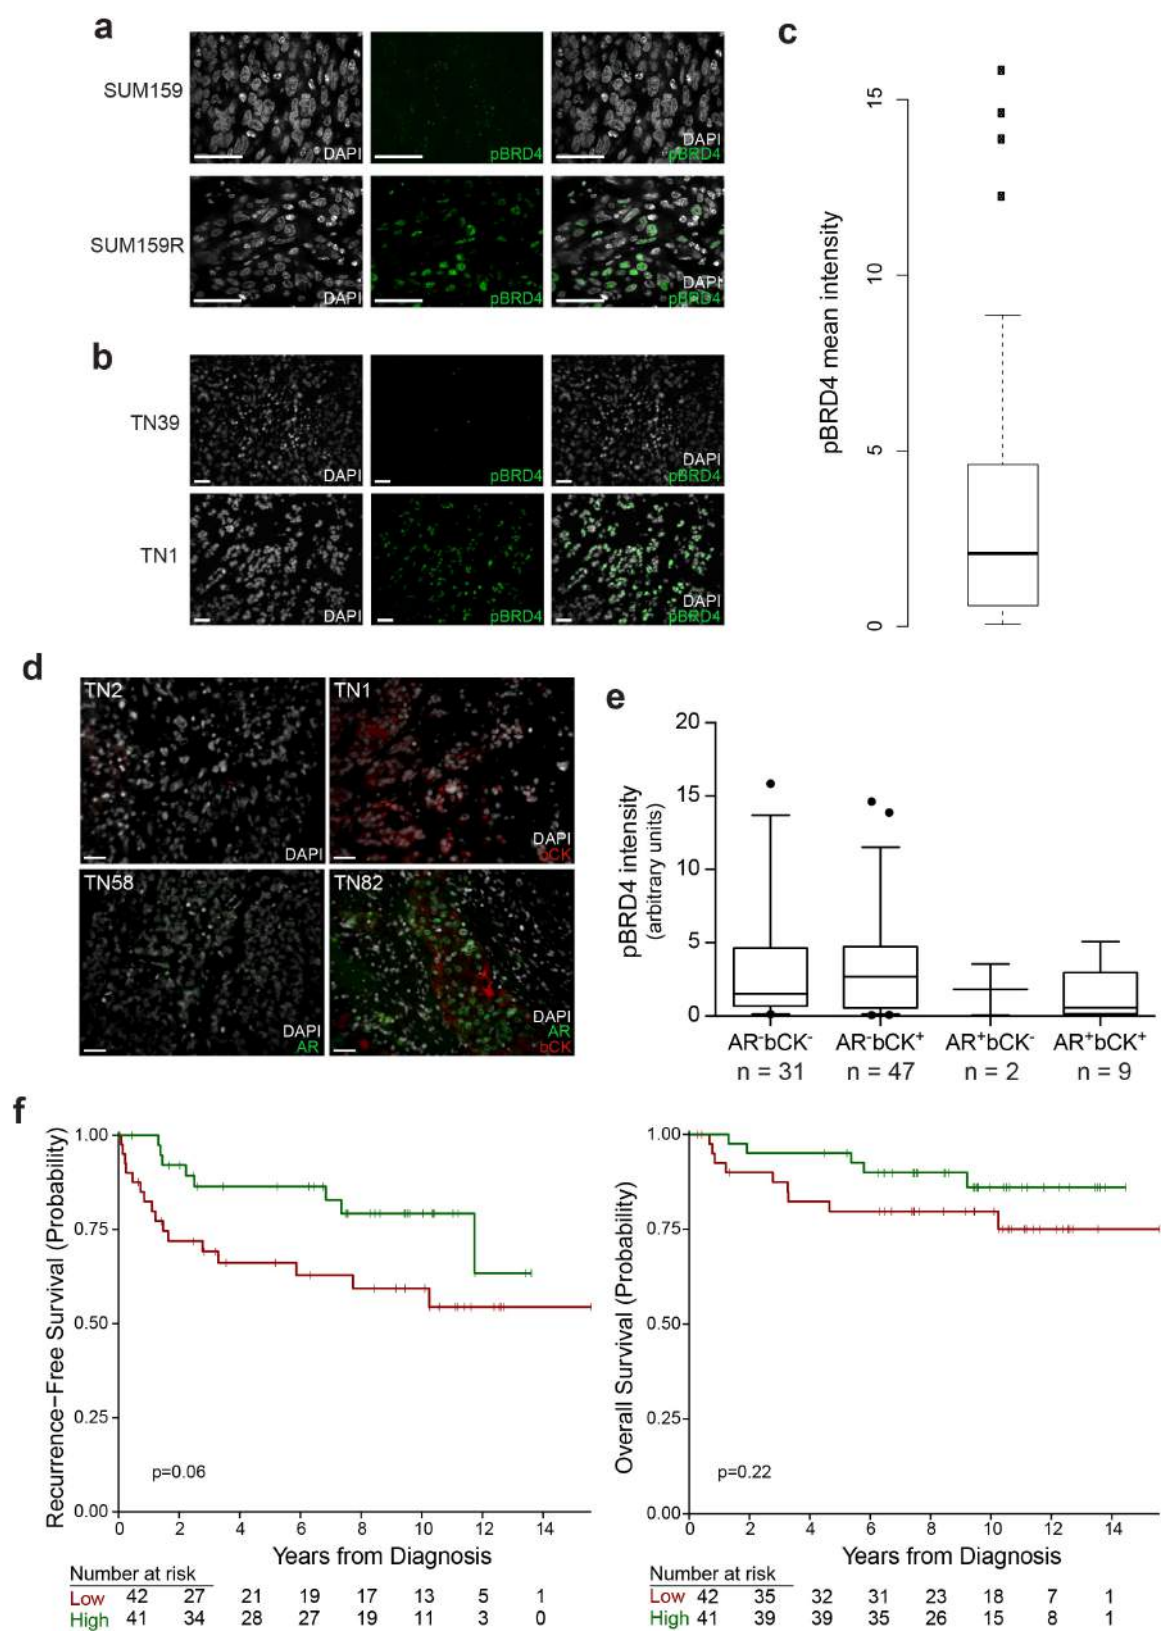 a
SUM159
DAPI
pBRD4
DAPI
pBRD4
SUM159R
DAPI
pBRD4
DAPI
pBRD4
b
TN39
DAPI
pBRD4
DAPI
pBRD4
TN1
DAPI
pBRD4
DAPI
pBRD4
c
pBRD4 mean intensity
15
10
5
0
d
TN2
DAPI
TN1
DAPI
bCK
TN58
DAPI
AR
TN82
DAPI
AR
bCK
e
pBRD4 intensity
(arbitrary units)
20
15
10
5
0
AR⁻bCK⁻ AR⁻bCK⁺ AR⁺bCK⁻ AR⁺bCK⁺
n = 31 n = 47 n = 2 n = 9
f
Recurrence-Free Survival (Probability)
1.00
0.75
0.50
0.25
0.00
p=0.06
0 2 4 6 8 10 12 14
Years from Diagnosis
Number at risk
Low 42 27 21 19 17 13 5 1
High 41 34 28 27 19 11 3 0
Overall Survival (Probability)
1.00
0.75
0.50
0.25
0.00
p=0.22
0 2 4 6 8 10 12 14
Years from Diagnosis
Number at risk
Low 42 35 32 31 23 18 7 1
High 41 39 39 35 26 15 8 1